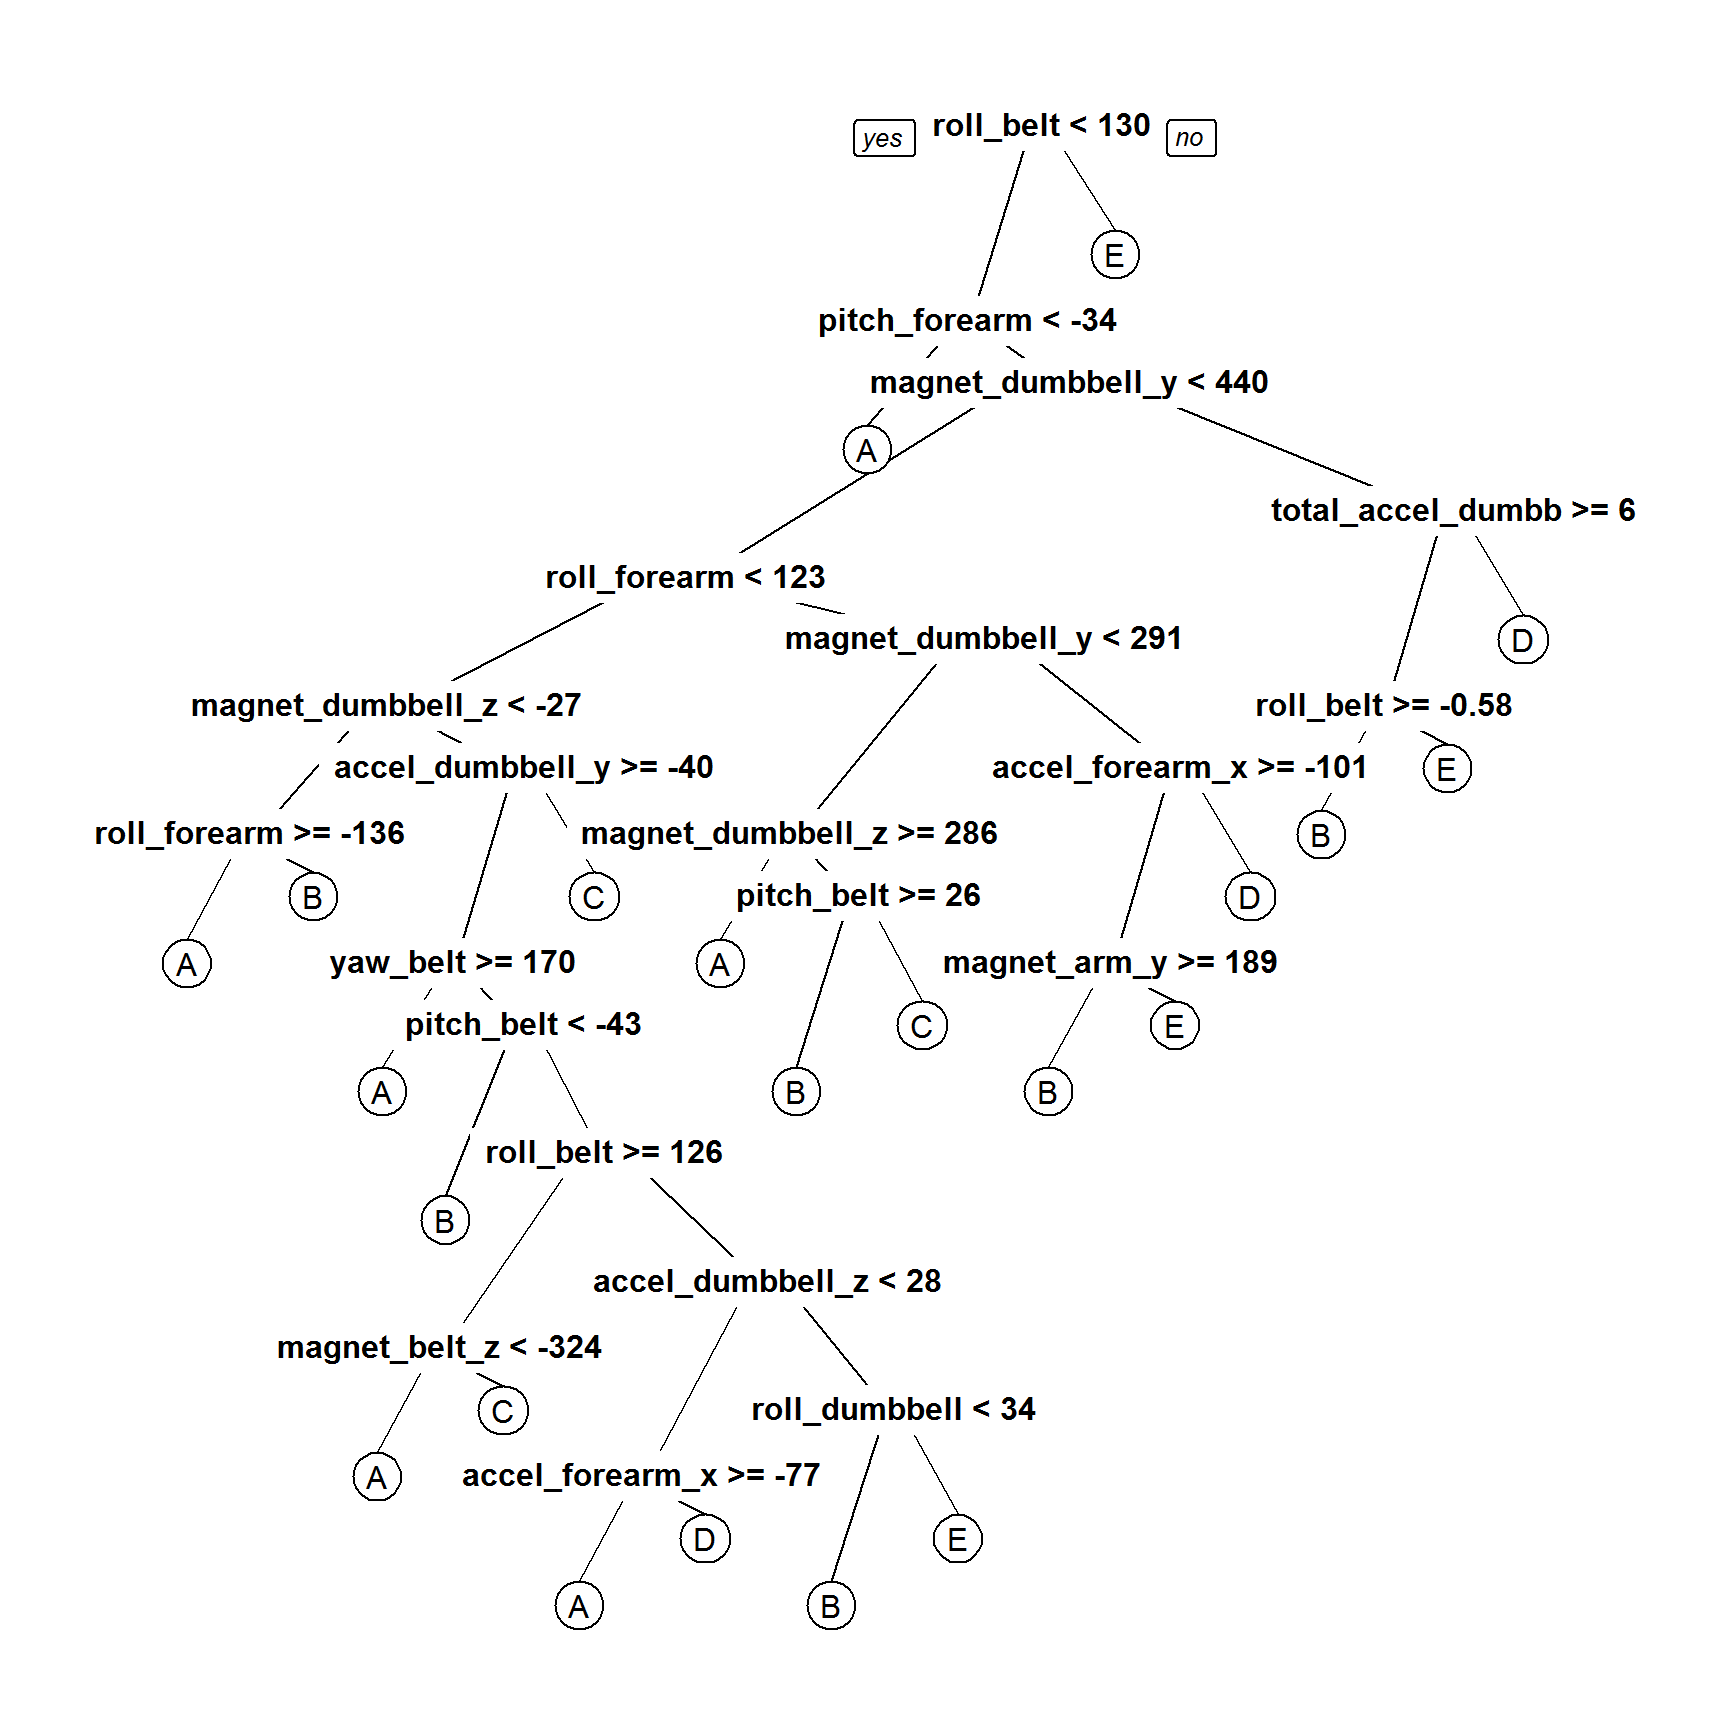 yes roll_belt < 130 no
E
pitch_forearm < -34
magnet_dumbbell_y < 440
A
total_accel_dumbb >= 6
roll_forearm < 123
magnet_dumbbell_y < 291
D
magnet_dumbbell_z < -27
roll_belt >= -0.58
accel_dumbbell_y >= -40
accel_forearm_x >= -101
E
roll_forearm >= -136
magnet_dumbbell_z >= 286
B
B
C
pitch_belt >= 26
D
A
yaw_belt >= 170
A
magnet_arm_y >= 189
pitch_belt < -43
C
E
A
B
B
roll_belt >= 126
B
accel_dumbbell_z < 28
magnet_belt_z < -324
C
roll_dumbbell < 34
A
accel_forearm_x >= -77
D
E
A
B